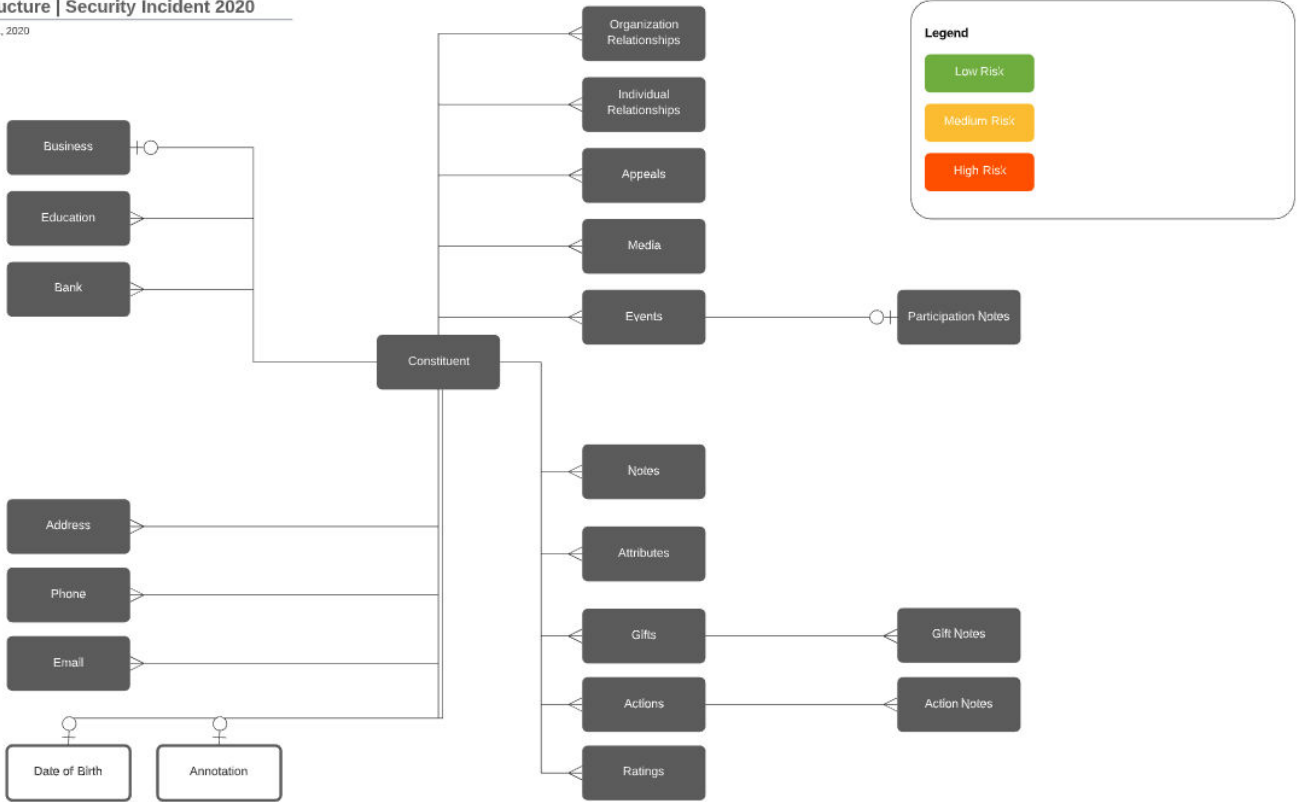 | Security Incident 2020
, 2020
Organization
Relationships
Individual
Relationships
Appeals
Media
Events
Participation Notes
Legend
Low Risk
Medium Risk
High Risk
Business
Education
Bank
Constituent
Notes
Attributes
Gifts
Gift Notes
Actions
Action Notes
Ratings
Address
Phone
Email
Date of Birth
Annotation